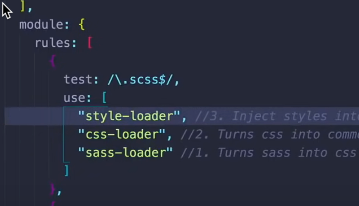 ],
module: {
rules: [
{
test: /\.scss$/,
use: [
"style-loader", //3. Inject styles into
"css-loader", //2. Turns css into
"sass-loader" //1. Turns sass into css
]
},
{